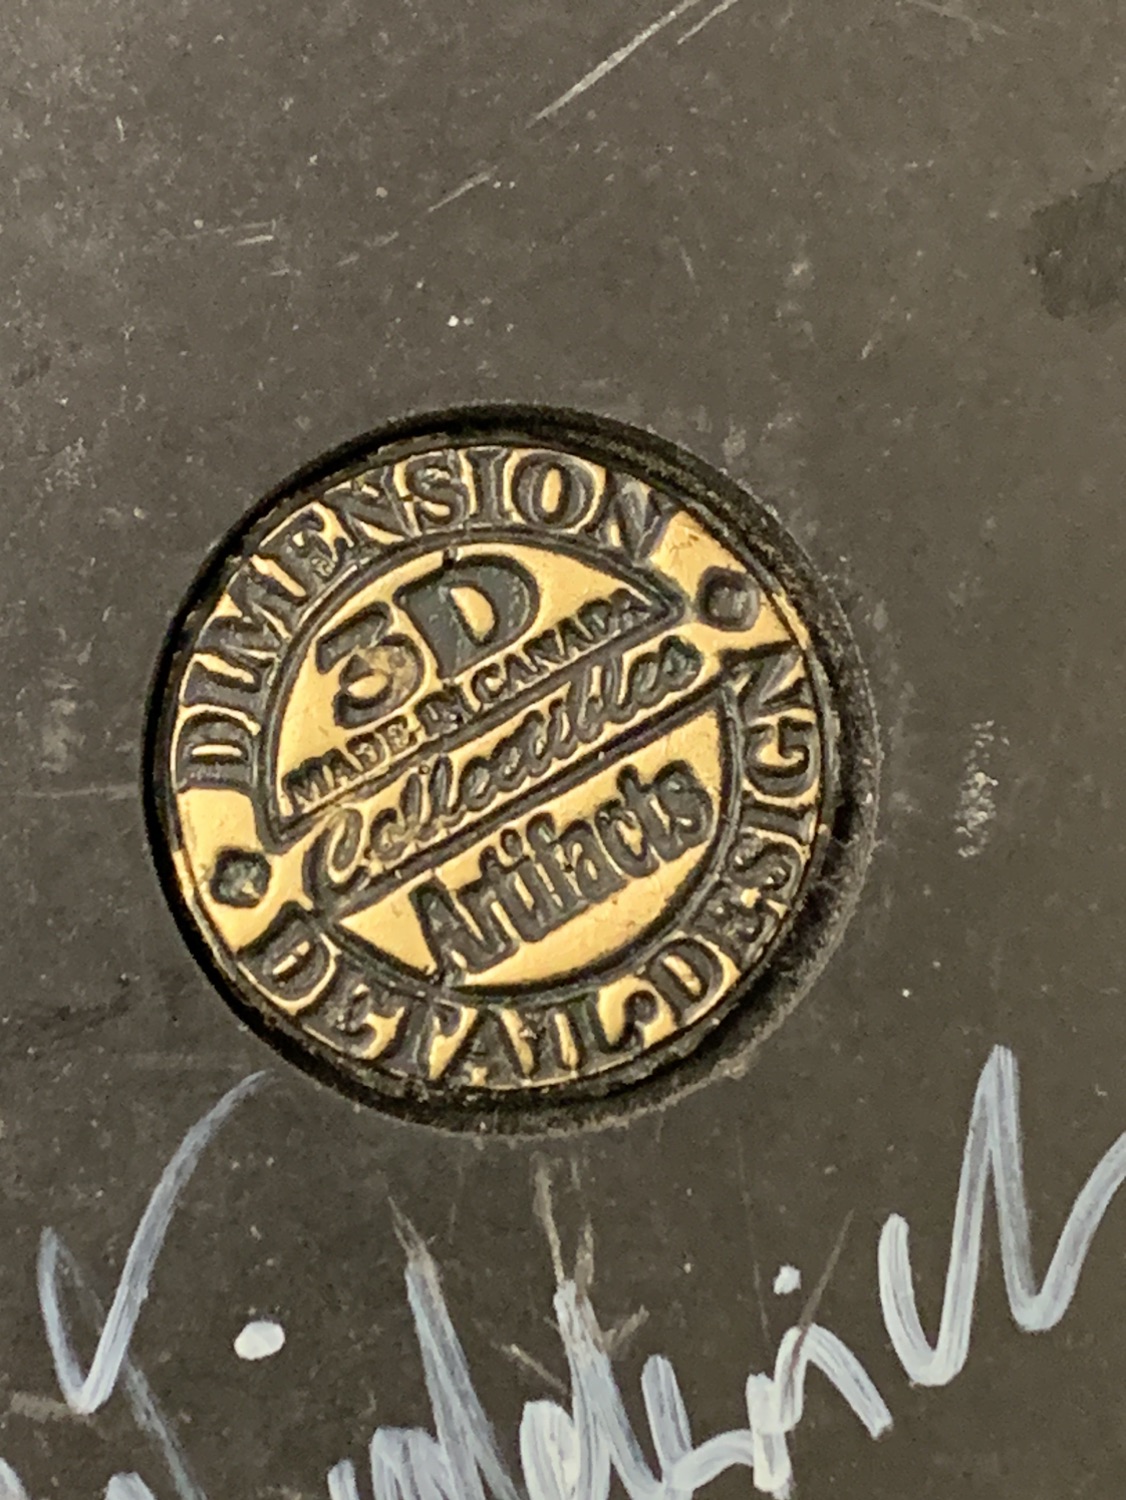 DIMENSION
3D
MADE IN CANADA
Collectibles
Artifacts
DETAIL•DESIGN